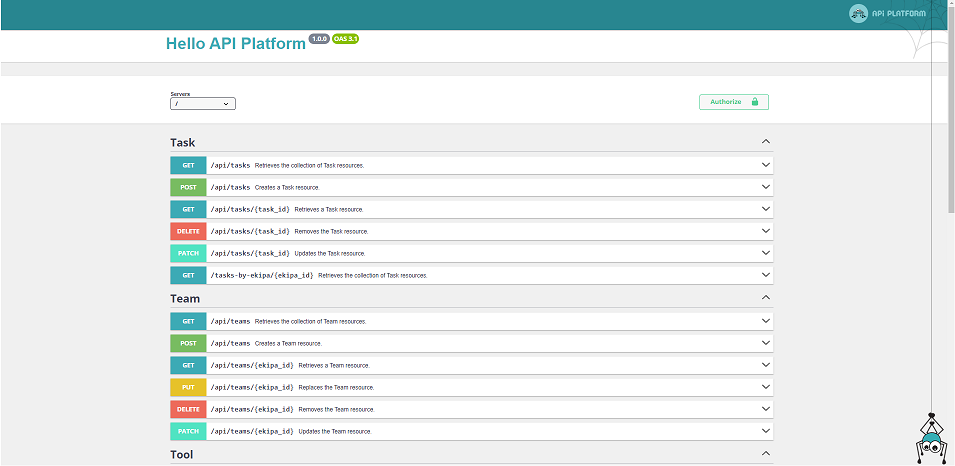 API PLATFORM
Hello API Platform 1.0.0 OAS 3.1
Servers
/
Authorize
Task
GET /api/tasks Retrieves the collection of Task resources.
POST /api/tasks Creates a Task resource.
GET /api/tasks/{task_id} Retrieves a Task resource.
DELETE /api/tasks/{task_id} Removes the Task resource.
PATCH /api/tasks/{task_id} Updates the Task resource.
GET /tasks-by-ekipa/{ekipa_id} Retrieves the collection of Task resources.
Team
GET /api/teams Retrieves the collection of Team resources.
POST /api/teams Creates a Team resource.
GET /api/teams/{ekipa_id} Retrieves a Team resource.
PUT /api/teams/{ekipa_id} Replaces the Team resource.
DELETE /api/teams/{ekipa_id} Removes the Team resource.
PATCH /api/teams/{ekipa_id} Updates the Team resource.
Tool